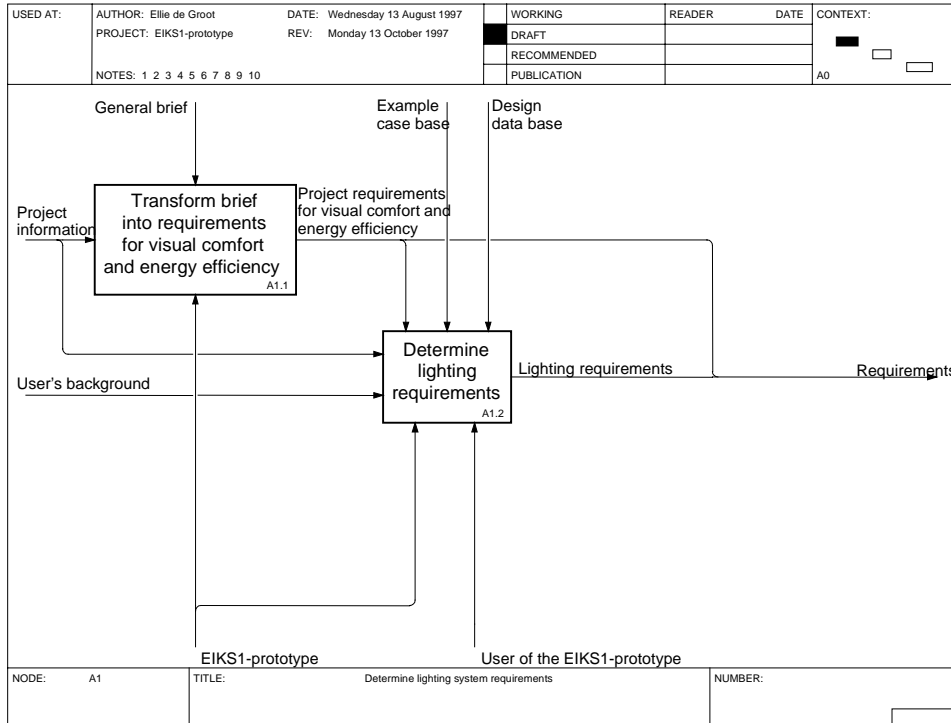 USED AT:
AUTHOR: Ellie de Groot
DATE: Wednesday 13 August 1997
WORKING
READER DATE
CONTEXT:
PROJECT: EIKS1-prototype
REV: Monday 13 October 1997
DRAFT
RECOMMENDED
NOTES: 1 2 3 4 5 6 7 8 9 10
PUBLICATION
A0
General brief
Example
case base
Design
data base
Project
information
Transform brief
into requirements
for visual comfort
and energy efficiency
A1.1
Project requirements
for visual comfort and
energy efficiency
User's background
Determine
lighting
requirements
A1.2
Lighting requirements
Requirements
EIKS1-prototype
User of the EIKS1-prototype
NODE: A1
TITLE: Determine lighting system requirements
NUMBER: